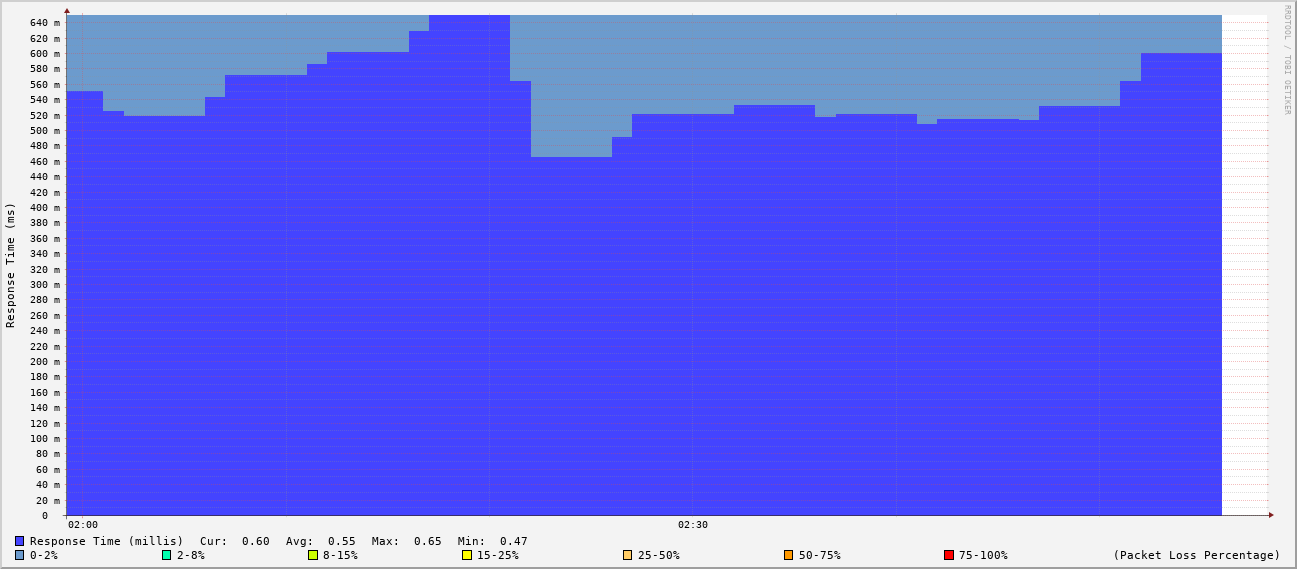 RRDTOOL / TOBI OETIKER
Response Time (ms)
640 m
620 m
600 m
580 m
560 m
540 m
520 m
500 m
480 m
460 m
440 m
420 m
400 m
380 m
360 m
340 m
320 m
300 m
280 m
260 m
240 m
220 m
200 m
180 m
160 m
140 m
120 m
100 m
80 m
60 m
40 m
20 m
0
02:00 02:30
Response Time (millis) Cur: 0.60 Avg: 0.55 Max: 0.65 Min: 0.47
0-2% 2-8% 8-15% 15-25% 25-50% 50-75% 75-100% (Packet Loss Percentage)